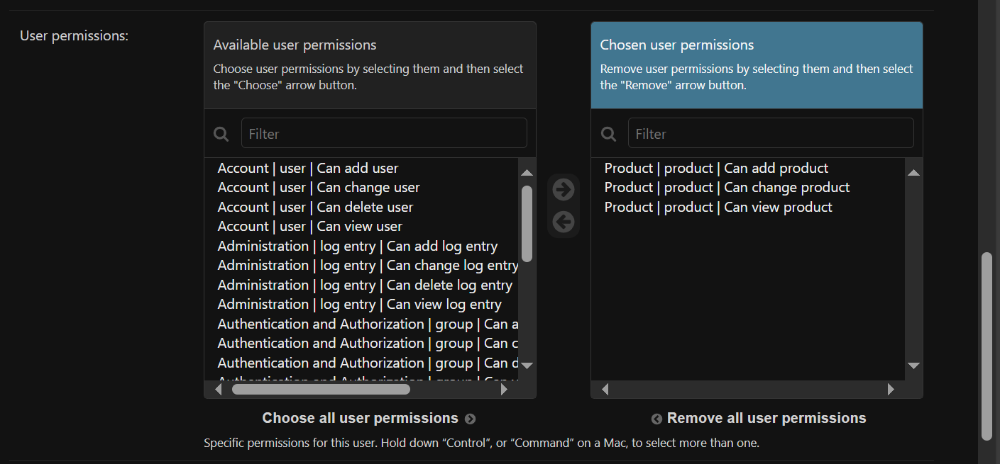 User permissions:
Available user permissions
Choose user permissions by selecting them and then select
the "Choose" arrow button.
Filter
Account | user | Can add user
Account | user | Can change user
Account | user | Can delete user
Account | user | Can view user
Administration | log entry | Can add log entry
Administration | log entry | Can change log entry
Administration | log entry | Can delete log entry
Administration | log entry | Can view log entry
Authentication and Authorization | group | Can a
Authentication and Authorization | group | Can c
Authentication and Authorization | group | Can d
Choose all user permissions
Chosen user permissions
Remove user permissions by selecting them and then select
the "Remove" arrow button.
Filter
Product | product | Can add product
Product | product | Can change product
Product | product | Can view product
Remove all user permissions
Specific permissions for this user. Hold down “Control”, or “Command” on a Mac, to select more than one.